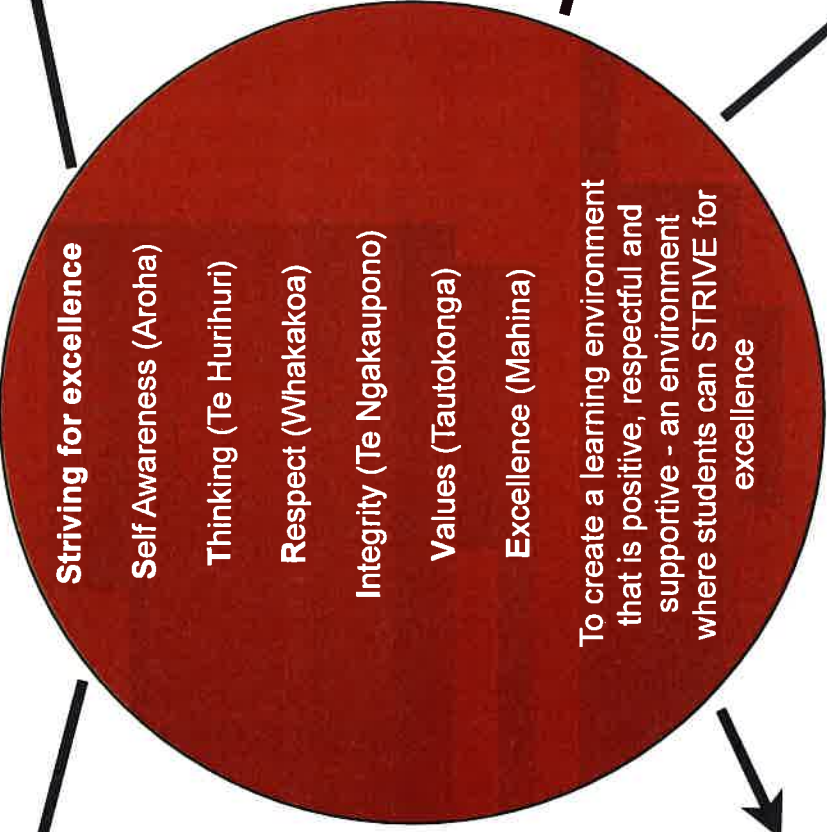 Striving for excellence
Self Awareness (Aroha)
Thinking (Te Hurihuri)
Respect (Whakakoa)
Integrity (Te Ngakaupono)
Values (Tautokonga)
Excellence (Mahina)
To create a learning environment
that is positive, respectful and
supportive - an environment
where students can STRIVE for
excellence